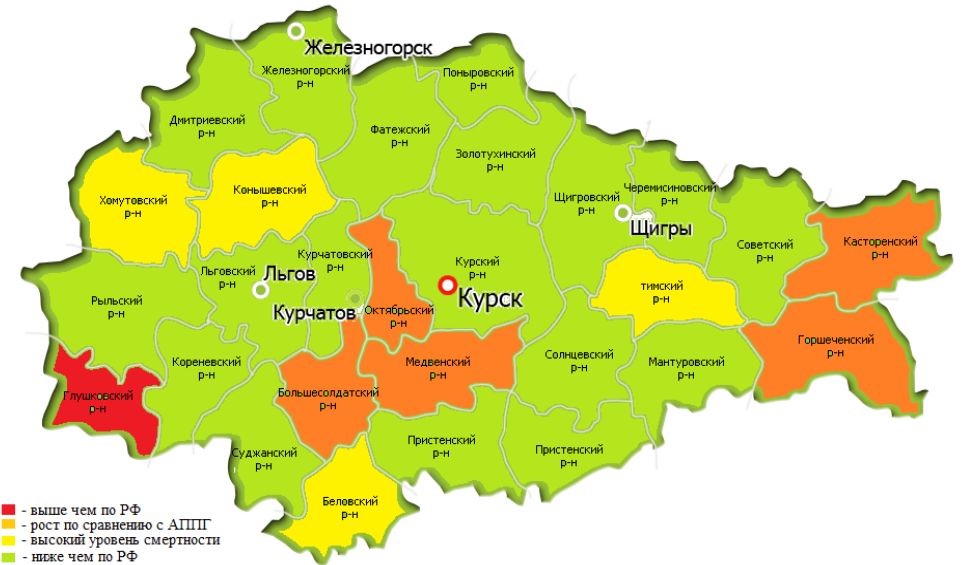 Железногорск
Железногорский
р-н
Поныровский
р-н
Дмитриевский
р-н
Фатежский
р-н
Золотухинский
р-н
Хомутовский
р-н
Конышевский
р-н
Щигровский
р-н
Черемисиновский
р-н
Щигры
Советский
р-н
Касторенский
р-н
Курчатовский
р-н
Льговский
р-н
Льгов
Курский
р-н
Курск
тимский
р-н
Рыльский
р-н
Курчатов
Октябрьский
р-н
Горшеченский
р-н
Кореневский
р-н
Медвенский
р-н
Солнцевский
р-н
Мантуровский
р-н
Глушковский
р-н
Большесолдатский
р-н
Суджанский
р-н
Пристенский
р-н
Пристенский
р-н
Беловский
р-н
- выше чем по РФ
- рост по сравнению с АППГ
- высокий уровень смертности
- ниже чем по РФ